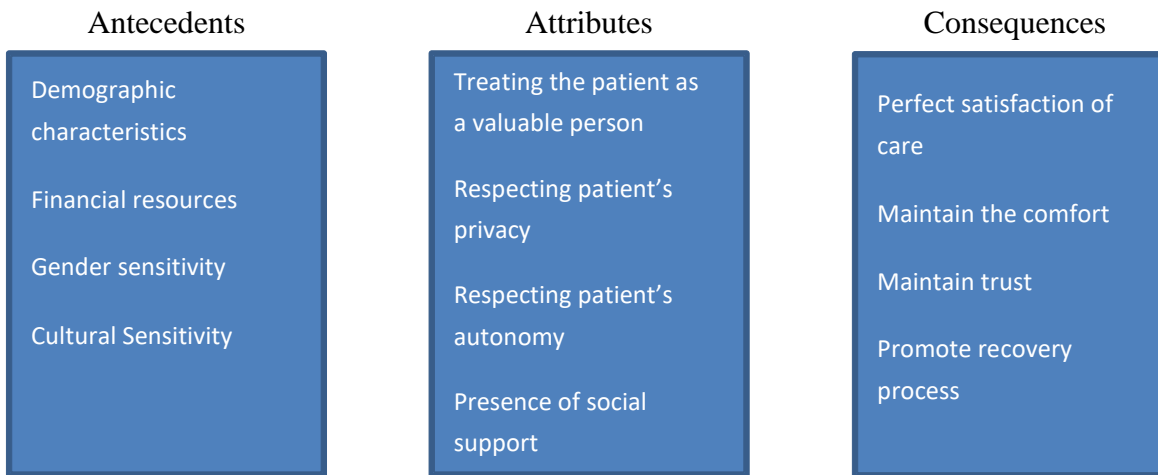 Antecedents
Demographic
characteristics
Financial resources
Gender sensitivity
Cultural Sensitivity
Attributes
Treating the patient as
a valuable person
Respecting patient’s
privacy
Respecting patient’s
autonomy
Presence of social
support
Consequences
Perfect satisfaction of
care
Maintain the comfort
Maintain trust
Promote recovery
process